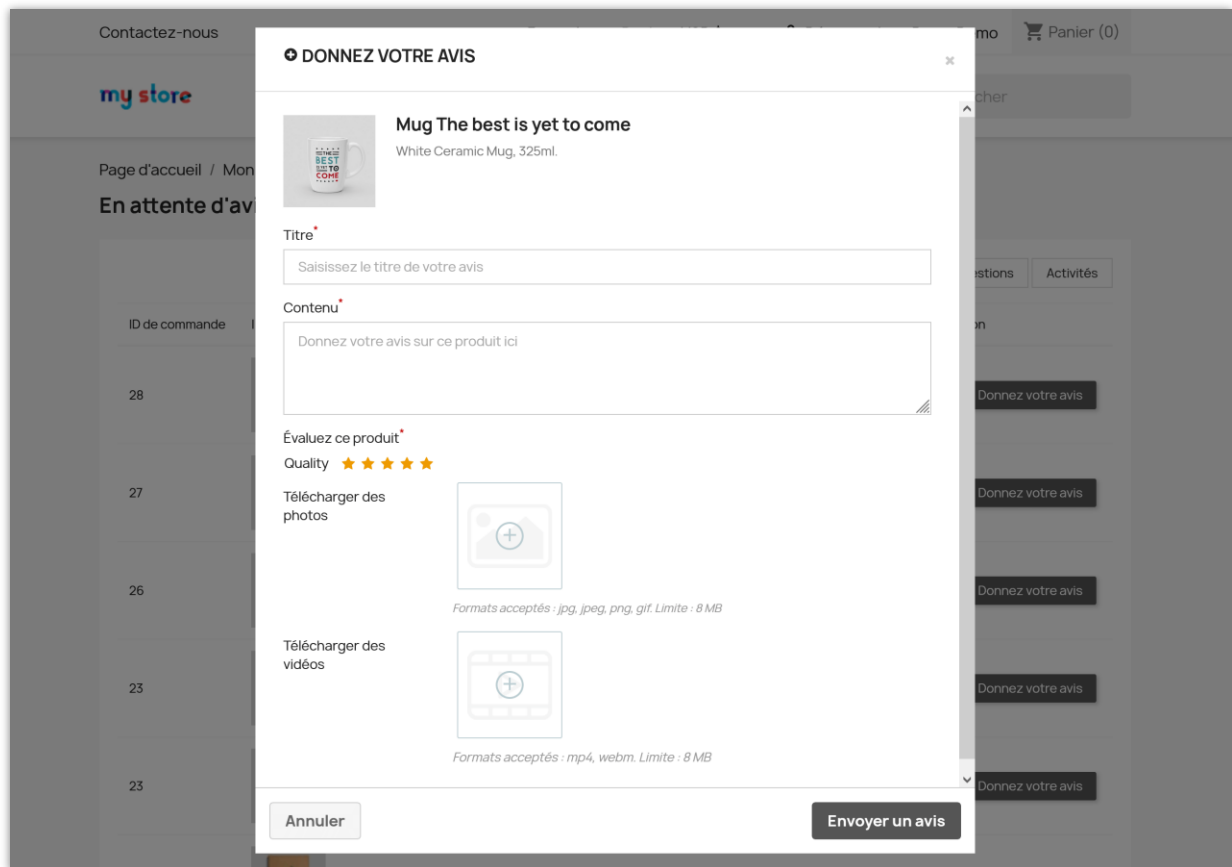 Contactez-nous
Panier (0)
my store
Page d'accueil / Mon
En attente d'avi
DONNEZ VOTRE AVIS
Mug The best is yet to come
White Ceramic Mug, 325ml.
THE
BEST
IS YET TO
COME
Titre*
Saisissez le titre de votre avis
Contenu*
Donnez votre avis sur ce produit ici
Évaluez ce produit*
Quality
Télécharger des
photos
Formats acceptés : jpg, jpeg, png, gif. Limite : 8 MB
Télécharger des
vidéos
Formats acceptés : mp4, webm. Limite : 8 MB
Annuler
Envoyer un avis
Activités
ID de commande
28 Donnez votre avis
27 Donnez votre avis
26 Donnez votre avis
23 Donnez votre avis
23 Donnez votre avis